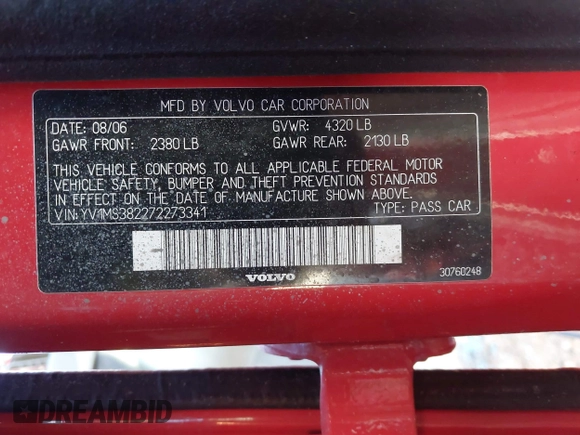 MFD BY VOLVO CAR CORPORATION
DATE: 08/06 GVWR: 4320 LB
GAWR FRONT: 2380 LB GAWR REAR: 2130 LB
THIS VEHICLE CONFORMS TO ALL APPLICABLE FEDERAL MOTOR
VEHICLE SAFETY, BUMPER AND THEFT PREVENTION STANDARDS
IN EFFECT ON THE DATE OF MANUFACTURE SHOWN ABOVE.
VIN: YV1MS382272273341 TYPE: PASS CAR
VOLVO 30760248
DREAMBID